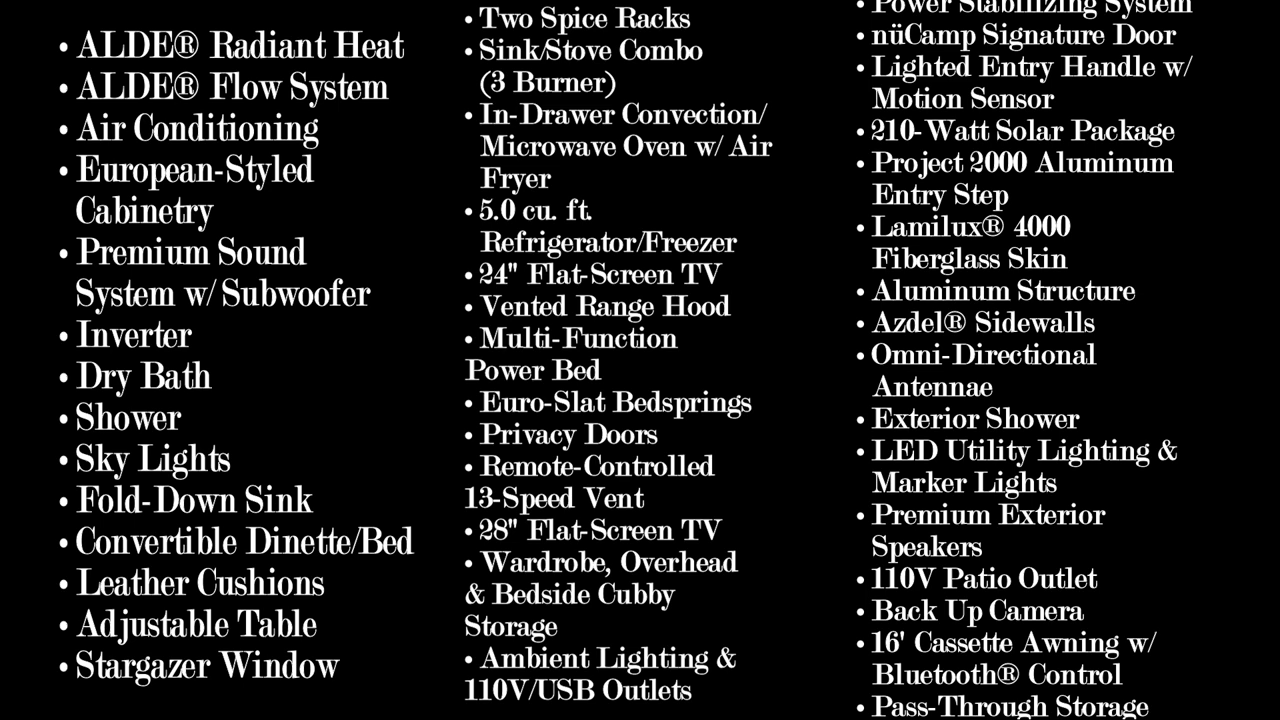 • ALDE® Radiant Heat
• ALDE® Flow System
• Air Conditioning
• European-Styled
Cabinetry
• Premium Sound
System w/ Subwoofer
• Inverter
• Dry Bath
• Shower
• Sky Lights
• Fold-Down Sink
• Convertible Dinette/Bed
• Leather Cushions
• Adjustable Table
• Stargazer Window
• Two Spice Racks
• Sink/Stove Combo
(3 Burner)
• In-Drawer Convection/
Microwave Oven w/ Air
Fryer
• 5.0 cu. ft.
Refrigerator/Freezer
• 24" Flat-Screen TV
• Vented Range Hood
• Multi-Function
Power Bed
• Euro-Slat Bedsprings
• Privacy Doors
• Remote-Controlled
13-Speed Vent
• 28" Flat-Screen TV
• Wardrobe, Overhead
& Bedside Cubby
Storage
• Ambient Lighting &
110V/USB Outlets
• Power Stabilizing System
• nüCamp Signature Door
• Lighted Entry Handle w/
Motion Sensor
• 210-Watt Solar Package
• Project 2000 Aluminum
Entry Step
• Lamilux® 4000
Fiberglass Skin
• Aluminum Structure
• Azdel® Sidewalls
• Omni-Directional
Antennae
• Exterior Shower
• LED Utility Lighting &
Marker Lights
• Premium Exterior
Speakers
• 110V Patio Outlet
• Back Up Camera
• 16' Cassette Awning w/
Bluetooth® Control
• Pass-Through Storage